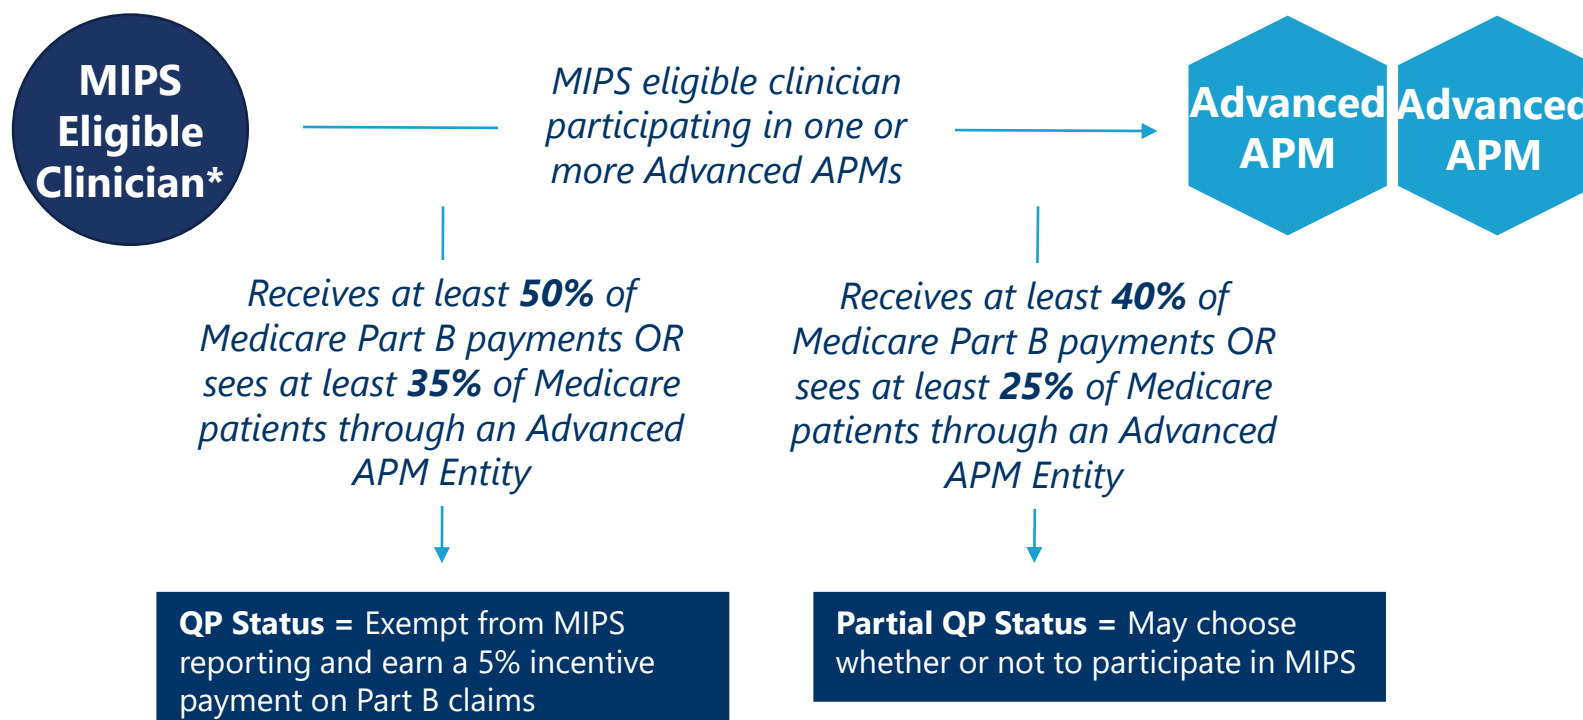 MIPS
Eligible
Clinician*
MIPS eligible clinician
participating in one or
more Advanced APMs
Advanced
APM
Advanced
APM
Receives at least 50% of
Medicare Part B payments OR
sees at least 35% of Medicare
patients through an Advanced
APM Entity
Receives at least 40% of
Medicare Part B payments OR
sees at least 25% of Medicare
patients through an Advanced
APM Entity
QP Status = Exempt from MIPS
reporting and earn a 5% incentive
payment on Part B claims
Partial QP Status = May choose
whether or not to participate in MIPS